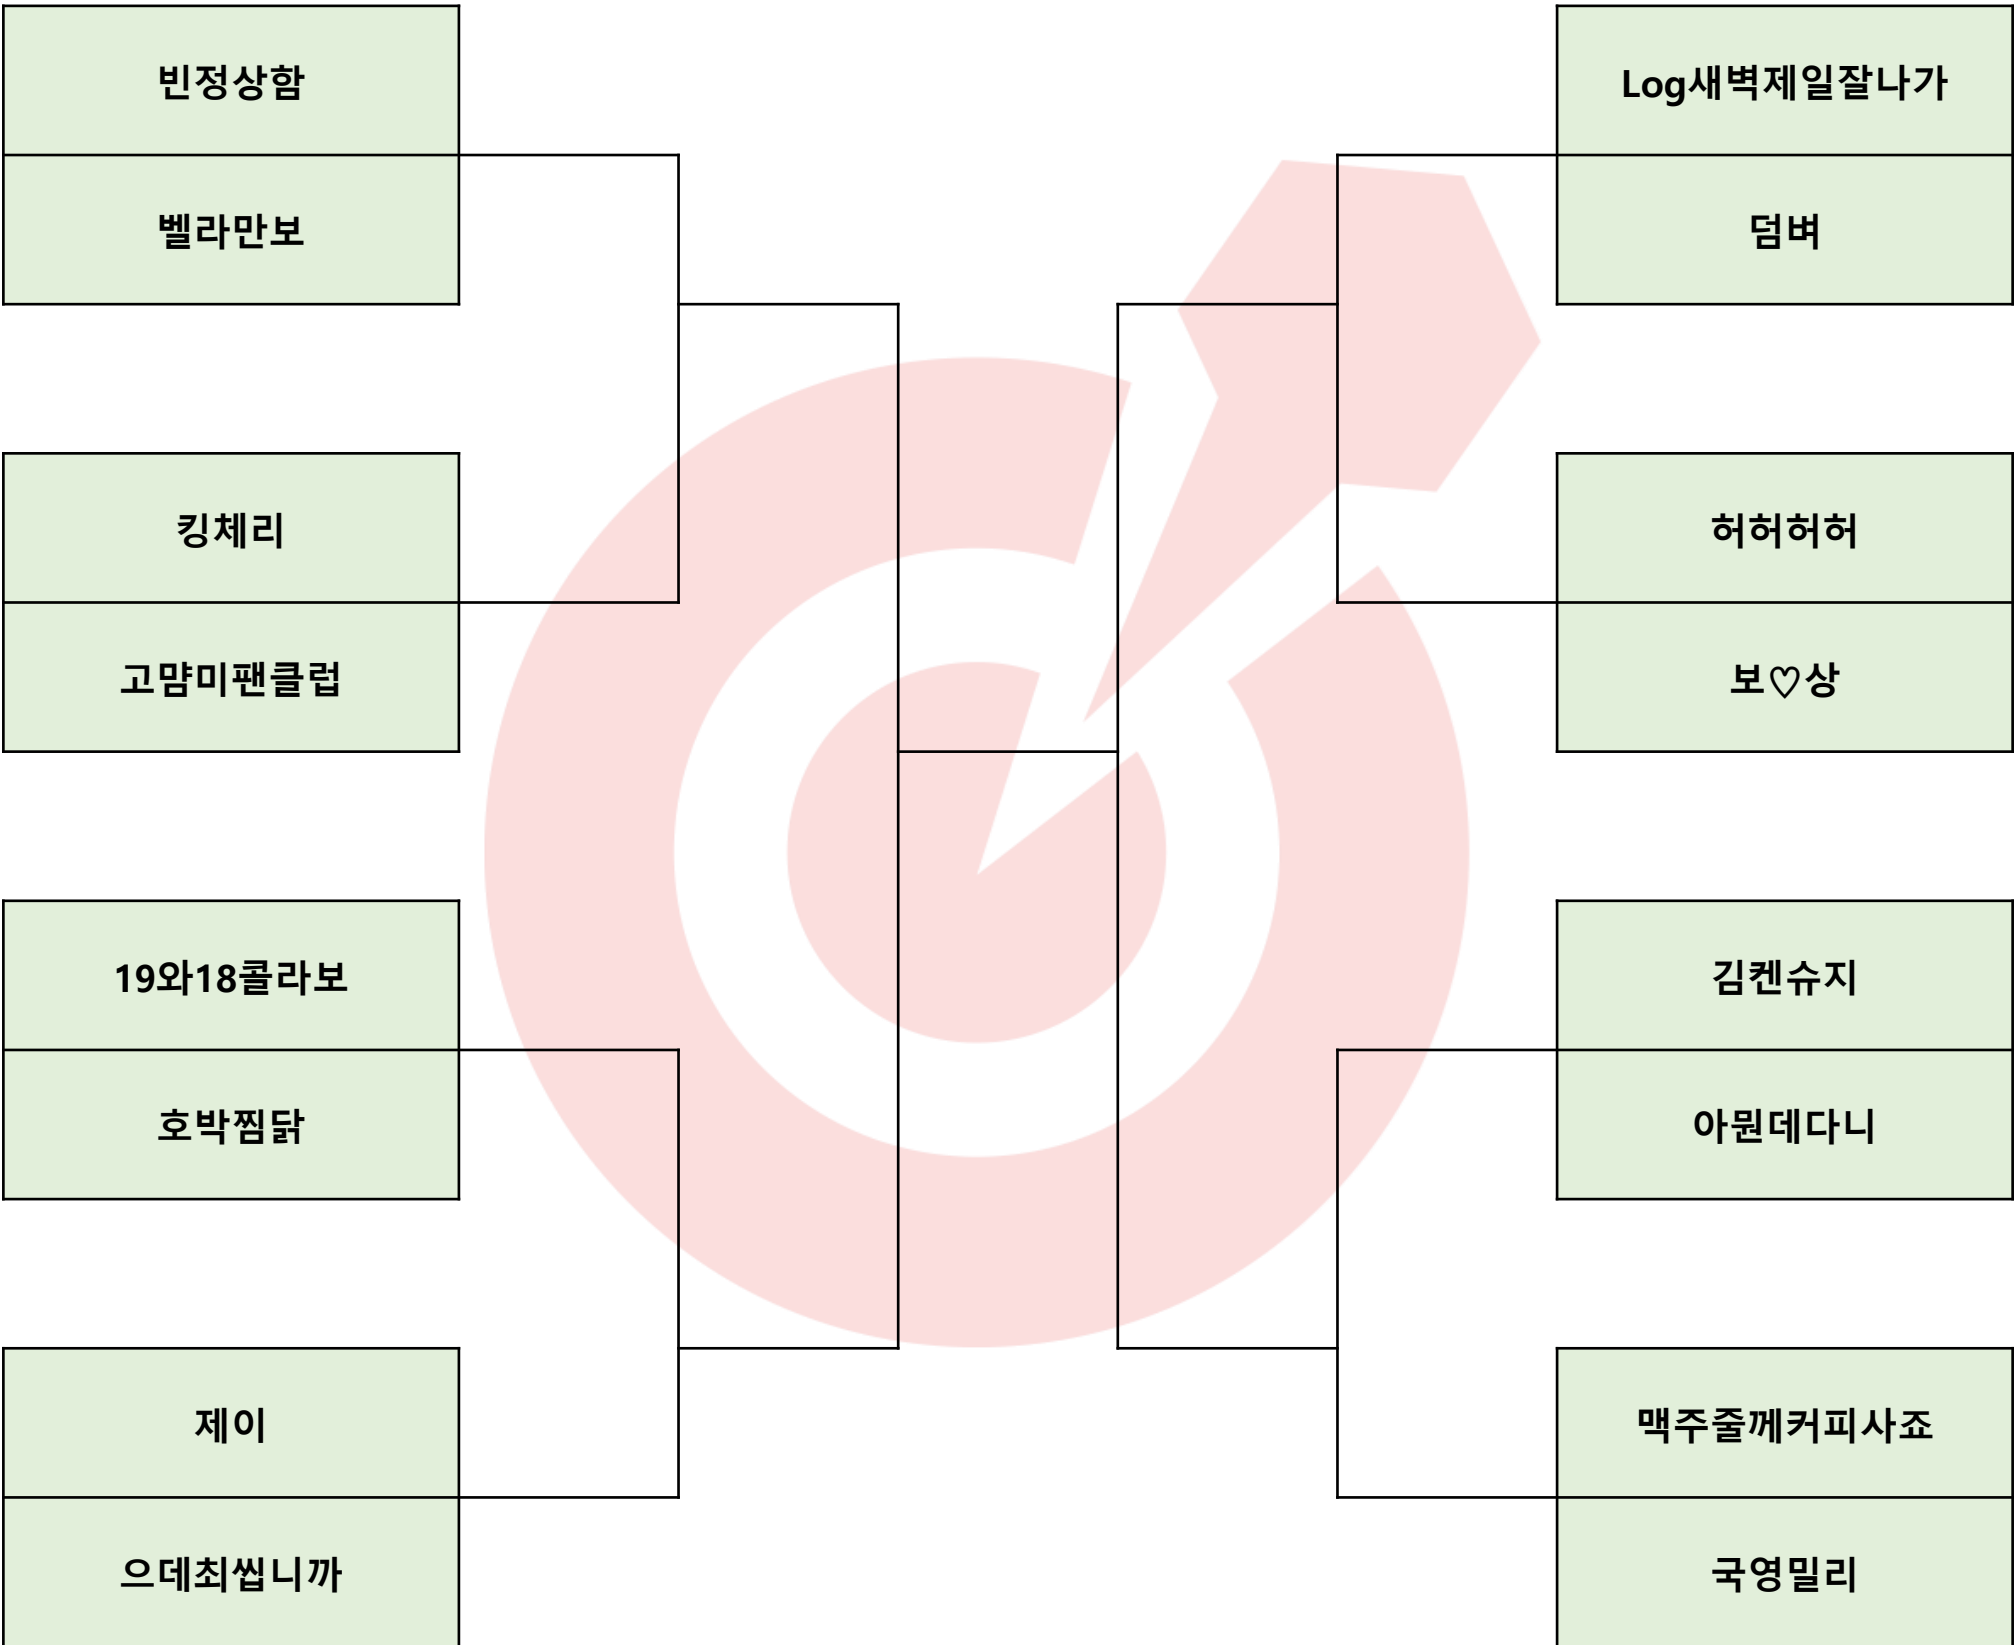 빈정상함
벨라만보
킹체리
고먐미팬클럽
19와18콜라보
호박찜닭
제이
으데최씹니까
Log새벽제일잘나가
덤벼
허허허허
보♡상
김켄슈지
아뭔데다니
맥주줄께커피사죠
국영밀리